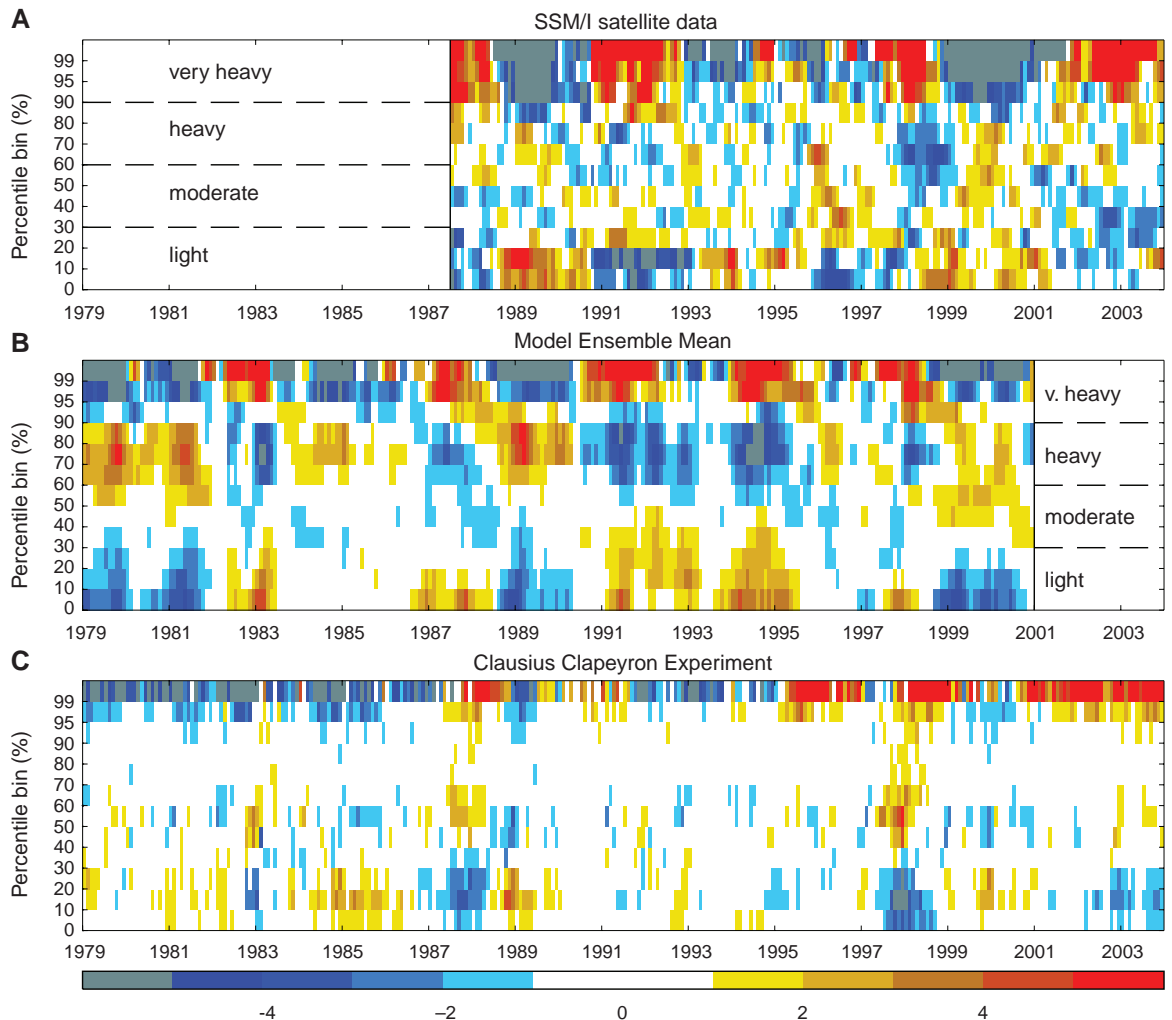 A
SSM/I satellite data
Percentile bin (%)
99
95
90
80
70
60
50
40
30
20
10
0
very heavy
heavy
moderate
light
1979 1981 1983 1985 1987 1989 1991 1993 1995 1997 1999 2001 2003
B
Model Ensemble Mean
Percentile bin (%)
99
95
90
80
70
60
50
40
30
20
10
0
v. heavy
heavy
moderate
light
1979 1981 1983 1985 1987 1989 1991 1993 1995 1997 1999 2001 2003
C
Clausius Clapeyron Experiment
Percentile bin (%)
99
95
90
80
70
60
50
40
30
20
10
0
1979 1981 1983 1985 1987 1989 1991 1993 1995 1997 1999 2001 2003
-4 −2 0 2 4